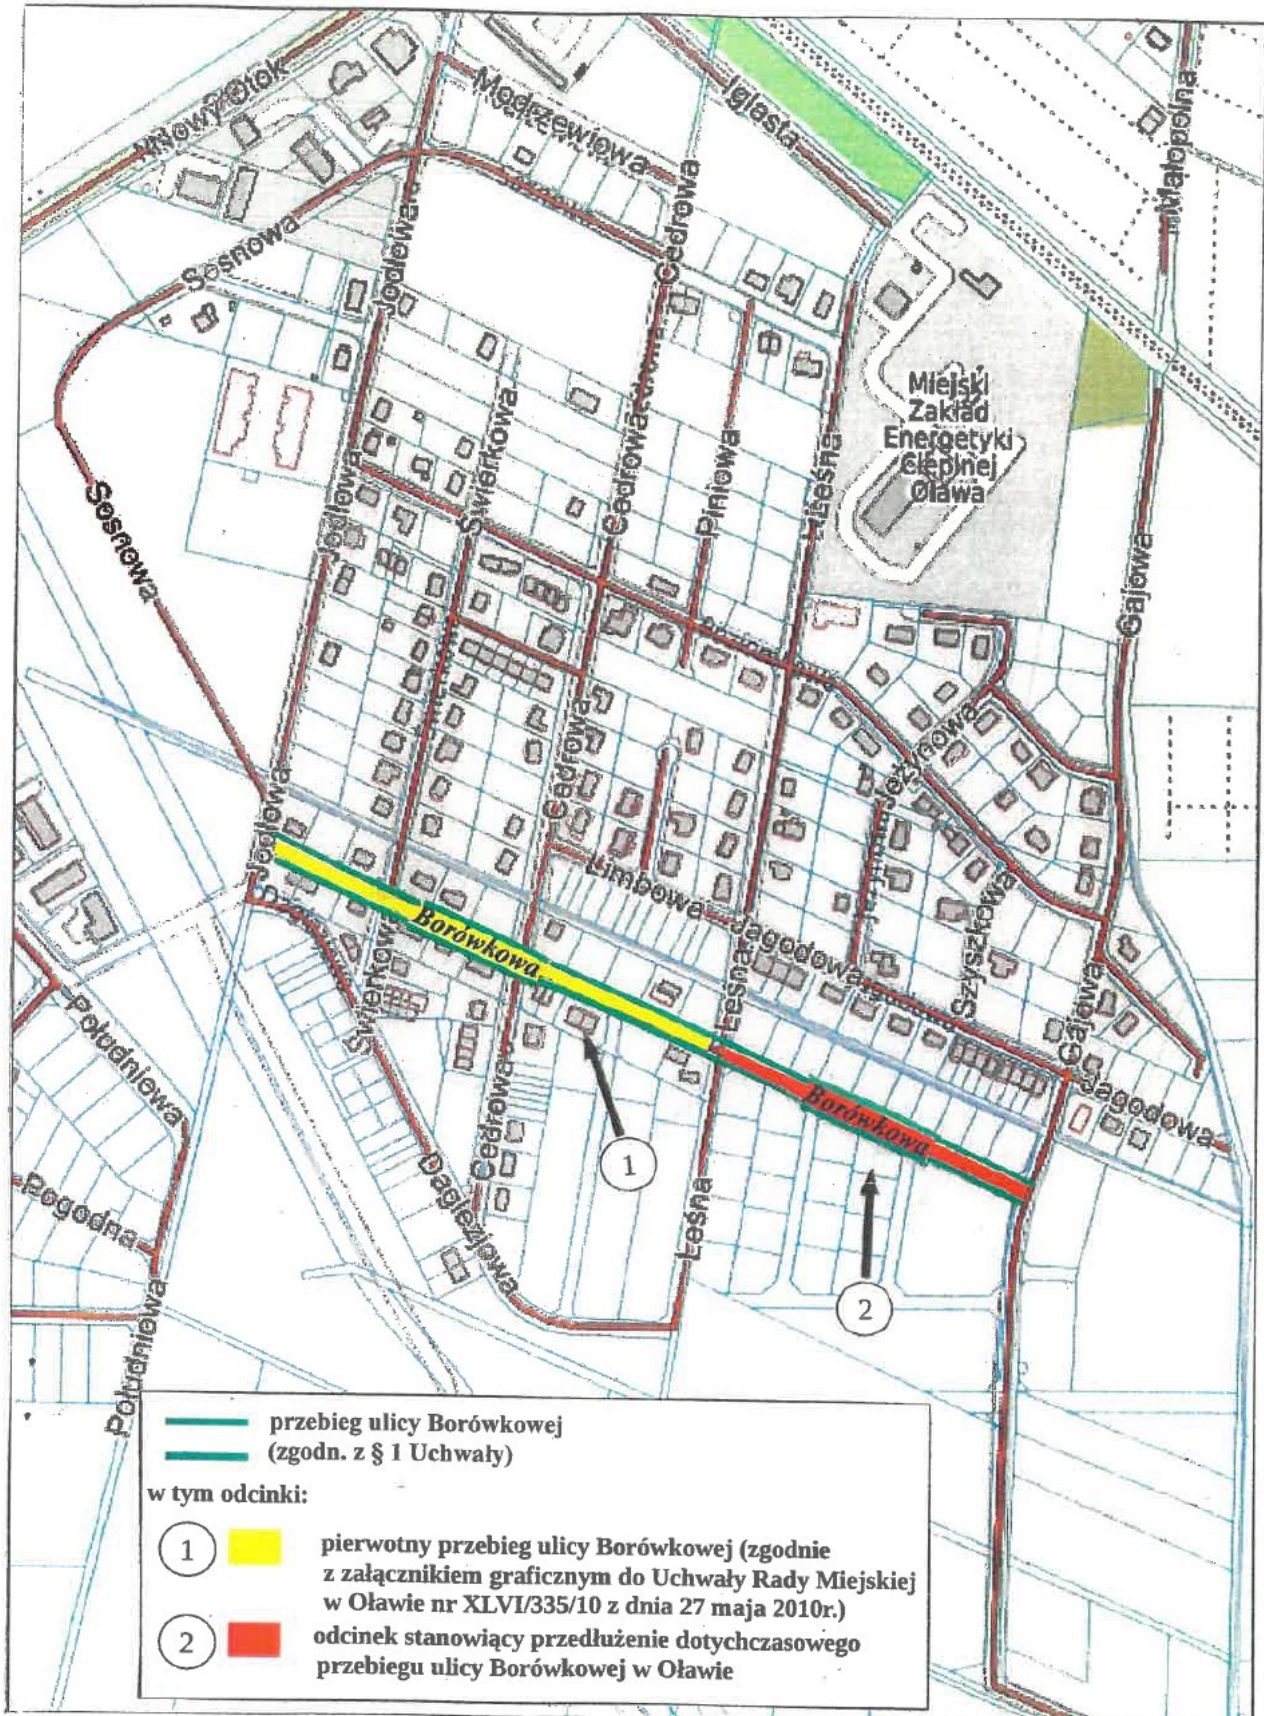 Nowy Otok
Modrzewiowa
Iglasta
Małopolna
Sosnowa
Jodłowa
Cedrowa
Świerkowa
Cedrowa
Piniowa
Leśna
Miejski
Zakład
Energetyki
Cieplnej
Oława
Gajowa
Sosnowa
Jodłowa
Jeżynowa
Cedrowa
Jodłowa
Limbowa
Jagodowa
Szyszkowa
Borówkowa
Świerkowa
Leśna
Gajowa
Jagodowa
Borówkowa
Południowa
Cedrowa
Daglezjowa
Leśna
1
2
Pogodna
Południowa
przebieg ulicy Borówkowej
(zgodn. z § 1 Uchwały)
w tym odcinki:
1 pierwotny przebieg ulicy Borówkowej (zgodnie
z załącznikiem graficznym do Uchwały Rady Miejskiej
w Oławie nr XLVI/335/10 z dnia 27 maja 2010r.)
2 odcinek stanowiący przedłużenie dotychczasowego
przebiegu ulicy Borówkowej w Oławie